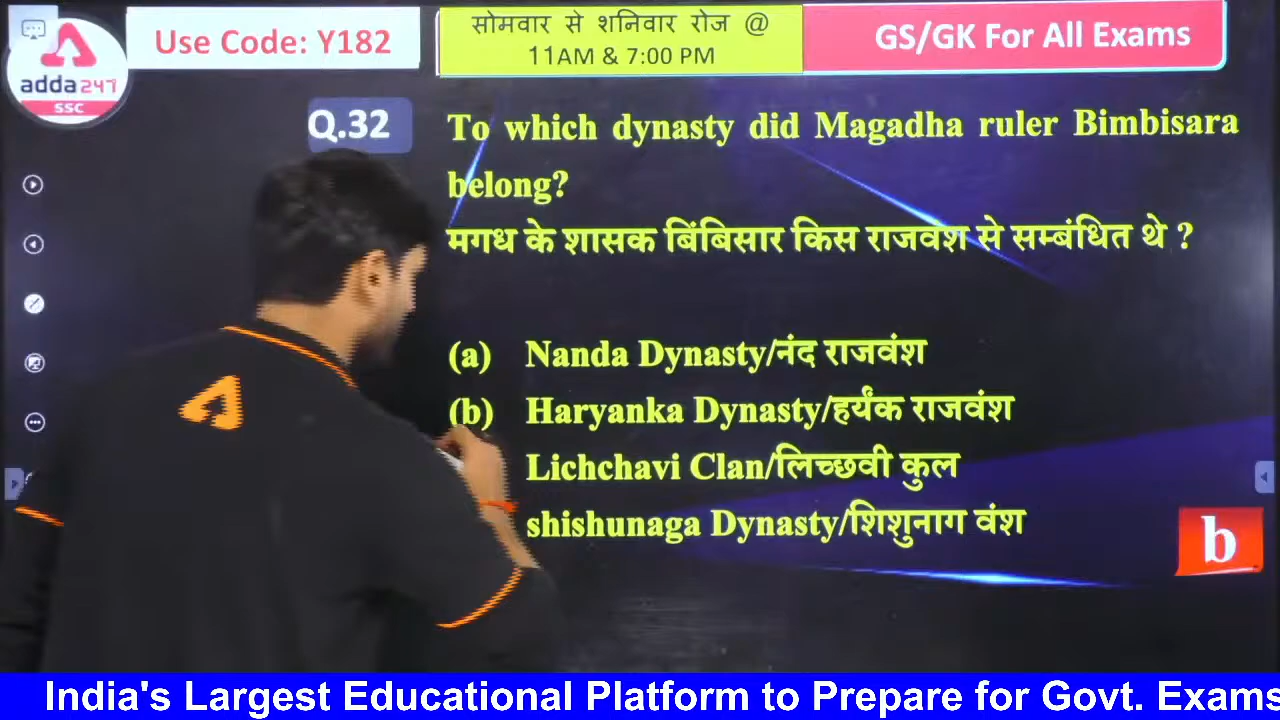 adda247
SSC
Use Code: Y182
सोमवार से शनिवार रोज @
11AM & 7:00 PM
GS/GK For All Exams
Q.32
To which dynasty did Magadha ruler Bimbisara
belong?
मगध के शासक बिंबिसार किस राजवंश से सम्बंधित थे ?
(a) Nanda Dynasty/नंद राजवंश
(b) Haryanka Dynasty/हर्यंक राजवंश
Lichchavi Clan/लिच्छवी कुल
shishunaga Dynasty/शिशुनाग वंश
b
India's Largest Educational Platform to Prepare for Govt. Exams